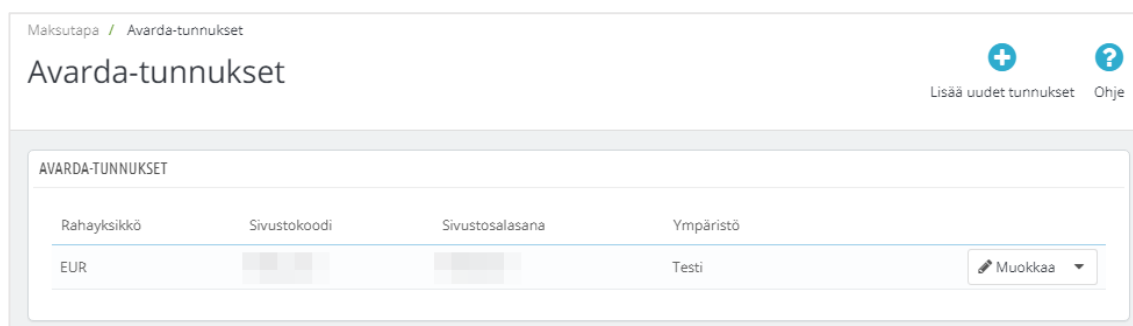 Maksutapa / Avarda-tunnukset
Avarda-tunnukset
Lisää uudet tunnukset Ohje
AVARDA-TUNNUKSET
Rahayksikkö Sivustokoodi Sivustosalasana Ympäristö
EUR Testi Muokkaa